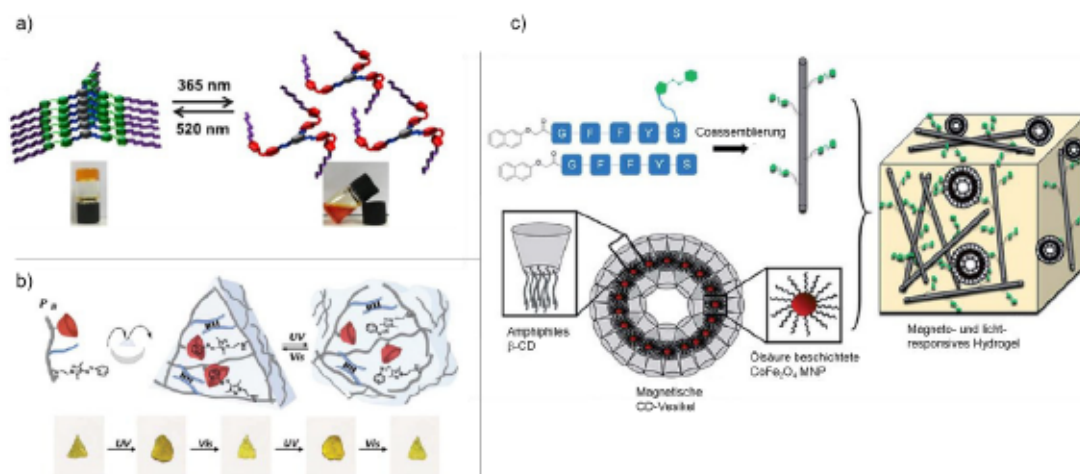 a)
365 nm
520 nm
b)
UV
Vis
UV
Vis
UV
Vis
c)
G F F Y S
G F F Y S
Coassemblierung
Amphiphiles
β-CD
Magnetische
CD-Vesikel
Ölsäure beschichtete
CoFe₂O₄ MNP
Magneto- und licht-
responsives Hydrogel